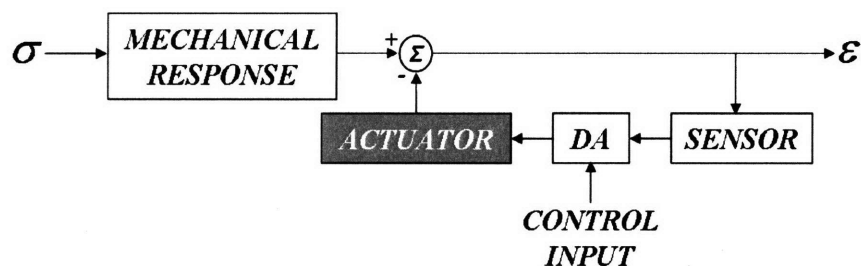 σ
MECHANICAL
RESPONSE
+
Σ
-
ε
ACTUATOR
DA
SENSOR
CONTROL
INPUT